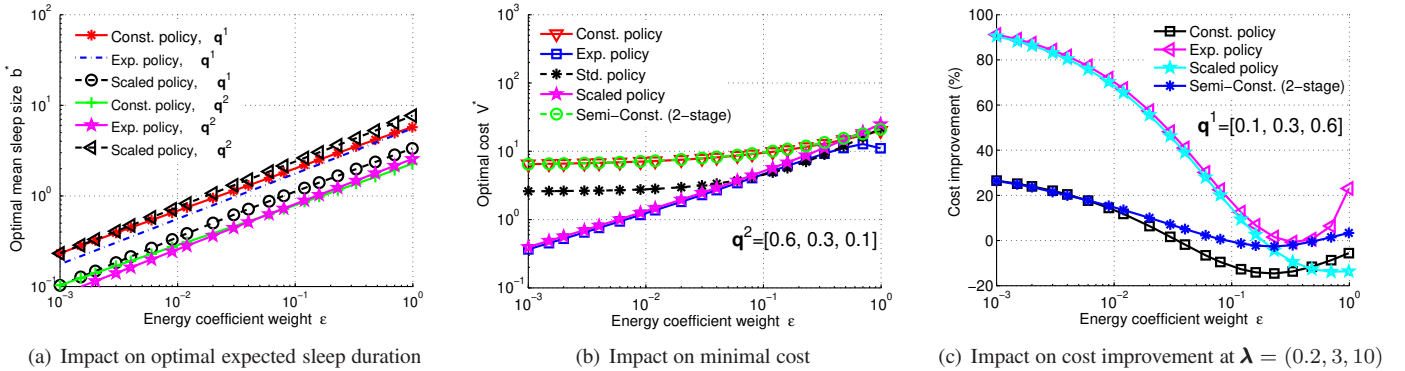 10^2
10^1
10^0
10^-1
Optimal mean sleep size b*
Const. policy, q^1
Exp. policy, q^1
Scaled policy, q^1
Const. policy, q^2
Exp. policy, q^2
Scaled policy, q^2
10^-3 10^-2 10^-1 10^0
Energy coefficient weight ε
(a) Impact on optimal expected sleep duration
10^3
10^2
10^1
10^0
10^-1
Optimal cost V*
Const. policy
Exp. policy
Std. policy
Scaled policy
Semi-Const. (2-stage)
q^2=[0.6, 0.3, 0.1]
10^-3 10^-2 10^-1 10^0
Energy coefficient weight ε
(b) Impact on minimal cost
100
80
60
40
20
0
-20
Cost improvement (%)
Const. policy
Exp. policy
Scaled policy
Semi-Const. (2-stage)
q^1=[0.1, 0.3, 0.6]
10^-3 10^-2 10^-1 10^0
Energy coefficient weight ε
(c) Impact on cost improvement at λ = (0.2, 3, 10)